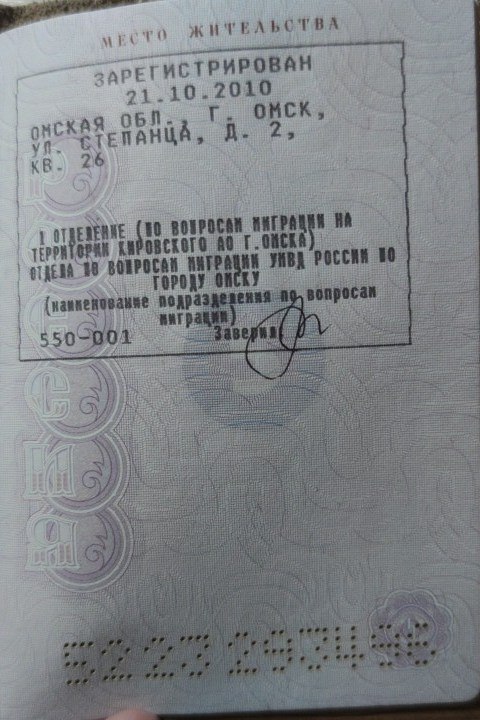 МЕСТО ЖИТЕЛЬСТВА
ЗАРЕГИСТРИРОВАН
21.10.2010
ОМСКАЯ ОБЛ., Г. ОМСК,
УЛ. СТЕПАНЦА, Д. 2,
КВ. 26
1 ОТДЕЛЕНИЕ (ПО ВОПРОСАМ МИГРАЦИИ НА
ТЕРРИТОРИИ КИРОВСКОГО АО Г.ОМСКА)
ОТДЕЛА ПО ВОПРОСАМ МИГРАЦИИ УМВД РОССИИ ПО
ГОРОДУ ОМСКУ
(наименование подразделения по вопросам
миграции)
550-001 Заверил
РОССИЯ
52 23 293466